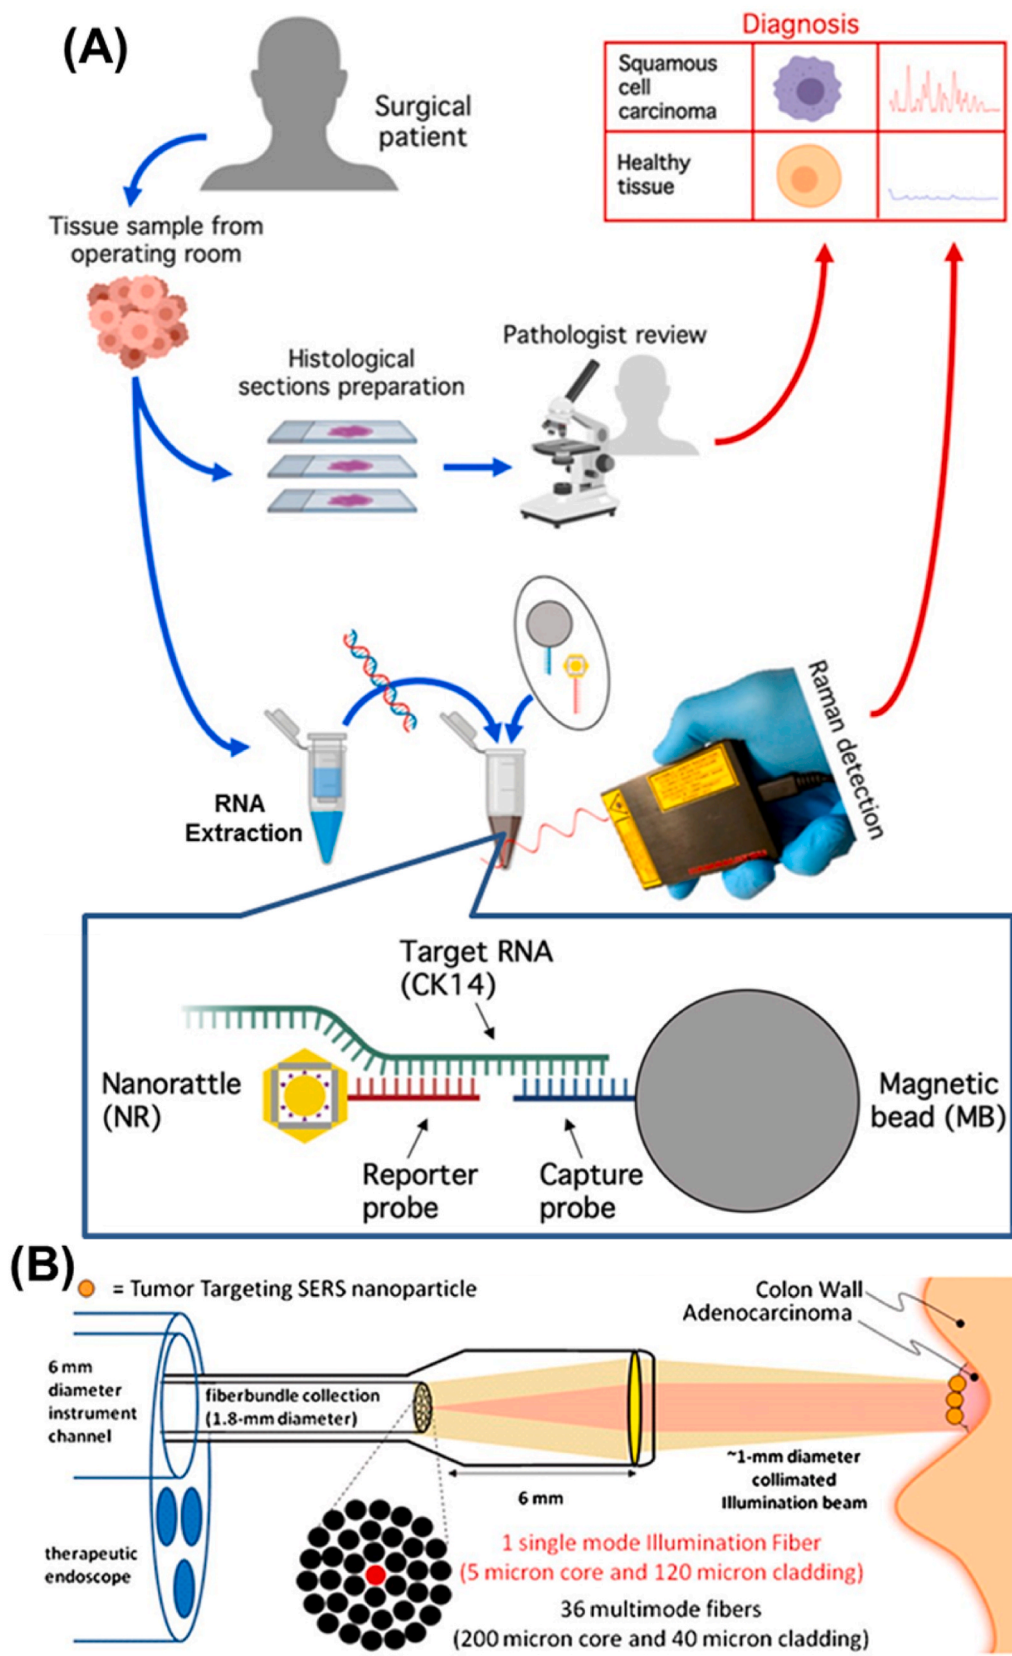 (A)
Surgical
patient
Diagnosis
Squamous
cell
carcinoma
Healthy
tissue
Tissue sample from
operating room
Histological
sections preparation
Pathologist review
RNA
Extraction
Raman detection
Target RNA
(CK14)
Nanorattle
(NR)
Magnetic
bead (MB)
Reporter
probe
Capture
probe
(B)
= Tumor Targeting SERS nanoparticle
Colon Wall
Adenocarcinoma
6 mm
diameter
instrument
channel
fiberbundle collection
(1.8-mm diameter)
6 mm
~1-mm diameter
collimated
Illumination beam
therapeutic
endoscope
1 single mode Illumination Fiber
(5 micron core and 120 micron cladding)
36 multimode fibers
(200 micron core and 40 micron cladding)